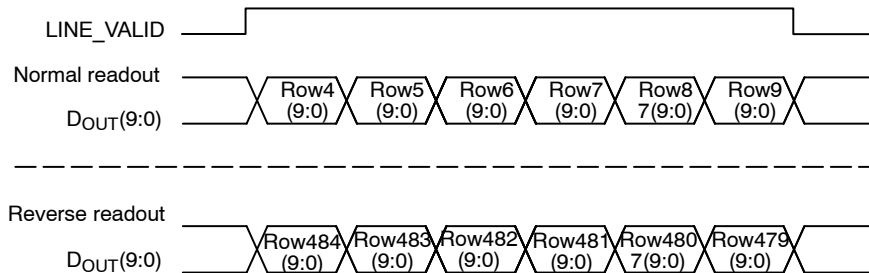 LINE_VALID
Normal readout
Row4 Row5 Row6 Row7 Row8 Row9
DOUT(9:0) (9:0) (9:0) (9:0) (9:0) 7(9:0) (9:0)
Reverse readout
Row484 Row483 Row482 Row481 Row480 Row479
DOUT(9:0) (9:0) (9:0) (9:0) (9:0) 7(9:0) (9:0)